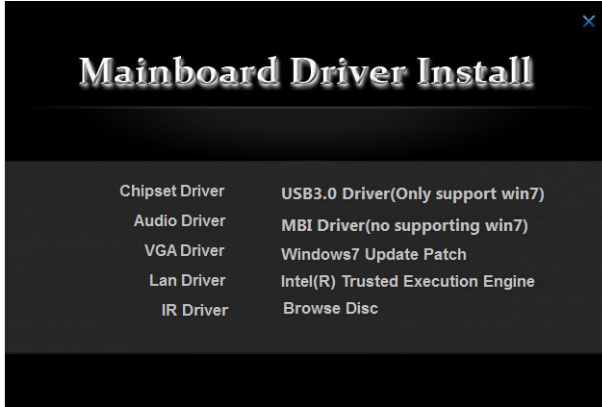 Mainboard Driver Install
Chipset Driver
Audio Driver
VGA Driver
Lan Driver
IR Driver
USB3.0 Driver(Only support win7)
MBI Driver(no supporting win7)
Windows7 Update Patch
Intel(R) Trusted Execution Engine
Browse Disc